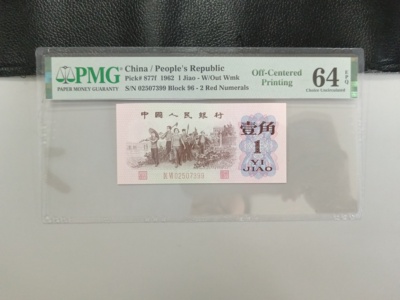 PMG
PAPER MONEY GUARANTY
China / People's Republic
Pick# 877f 1962 1 Jiao - W/Out Wmk
S/N 02507399 Block 96 - 2 Red Numerals
Off-Centered
Printing
64 EPQ
Choice Uncirculated
中国人民银行
壹角
1
YI
JIAO
02507399